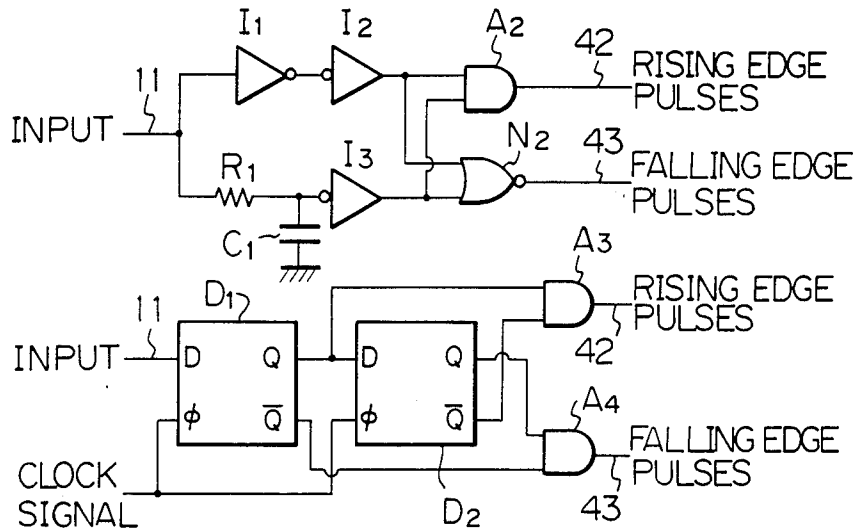 I1
I2
A2
42
RISING EDGE
PULSES
11
INPUT
R1
I3
N2
43
FALLING EDGE
PULSES
C1
A3
RISING EDGE
PULSES
42
11
D1
INPUT
D
Q
D
Q
ϕ
Q̅
ϕ
Q̅
A4
FALLING EDGE
PULSES
43
CLOCK
SIGNAL
D2